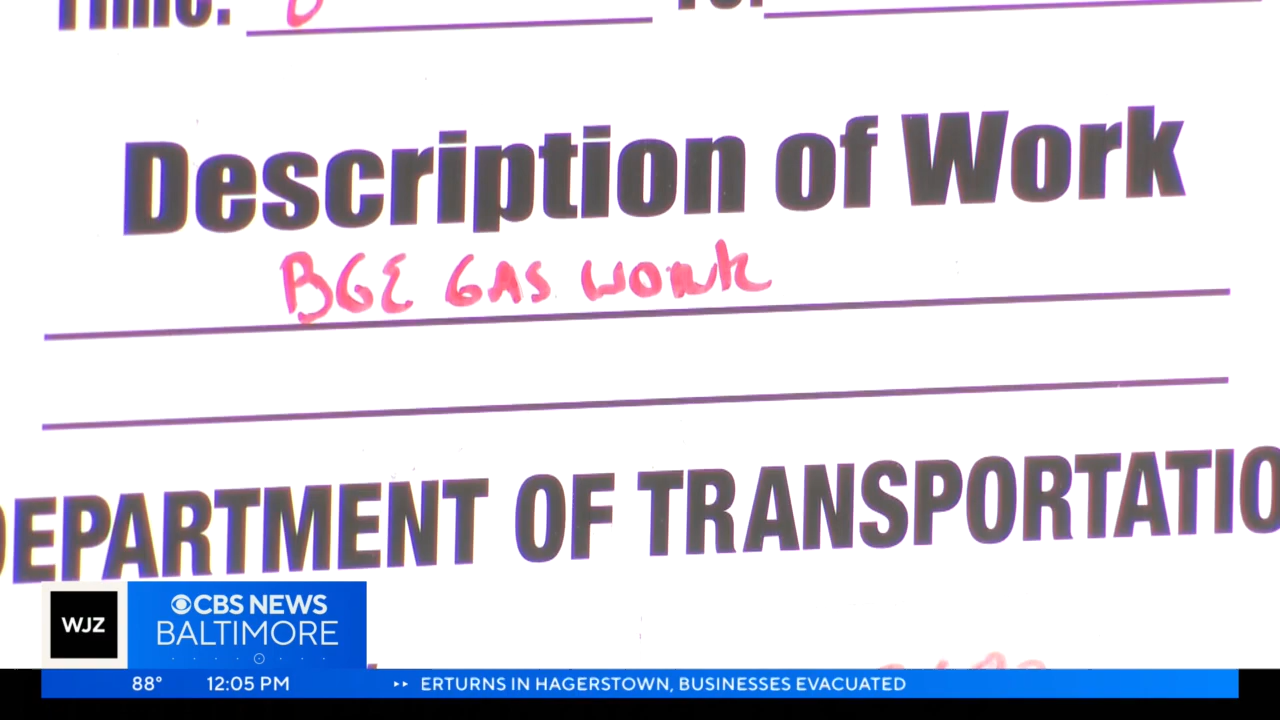 Time:
Description of Work
BGE GAS WORK
DEPARTMENT OF TRANSPORTATIO
WJZ
CBS NEWS
BALTIMORE
88° 12:05 PM ERTURNS IN HAGERSTOWN, BUSINESSES EVACUATED